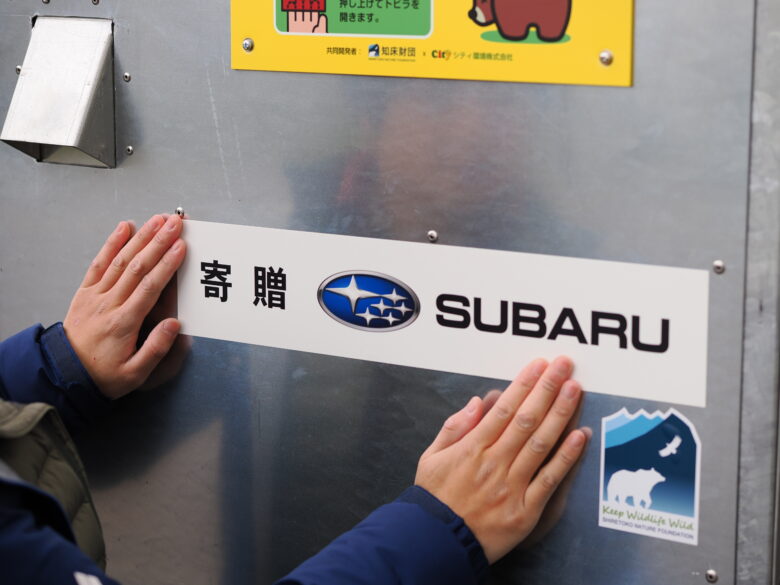 押し上げてトビラを
開きます。
共同開発者： 知床財団 x City シティ環境株式会社
寄贈 SUBARU
Keep Wildlife Wild
SHIRETOKO NATURE FOUNDATION